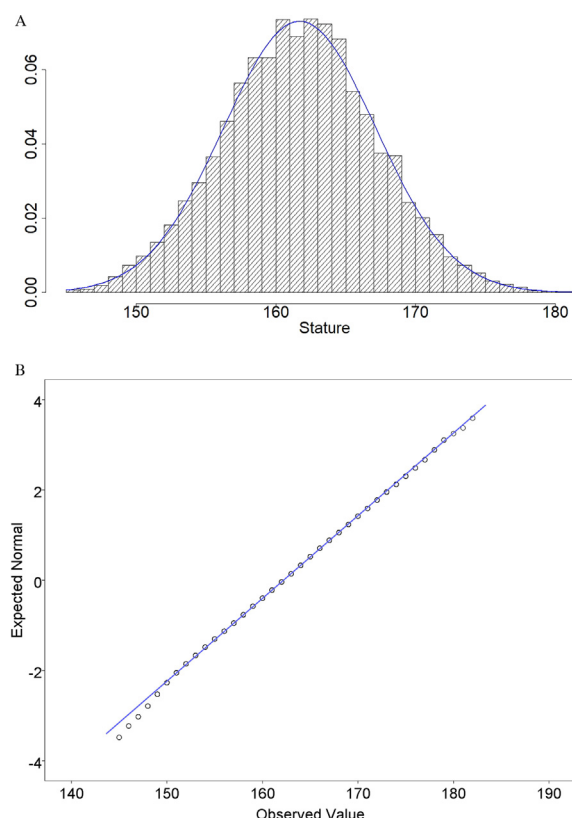 A
0.06
0.04
0.02
0.00
150 160 170 180
Stature
B
4
2
0
-2
-4
Expected Normal
140 150 160 170 180 190
Observed Value